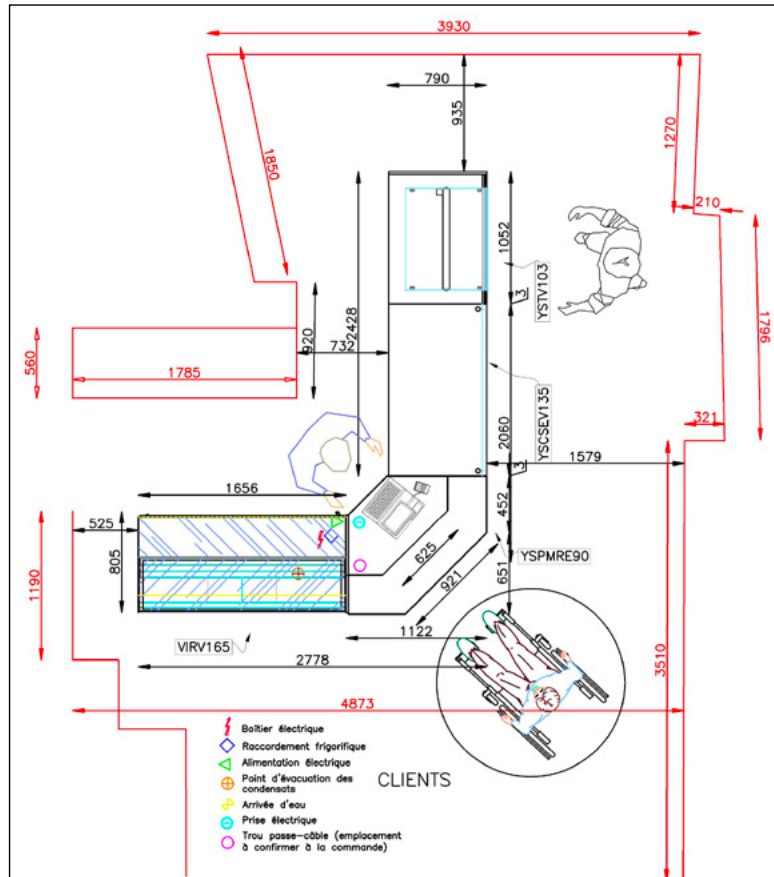 3930
790
935
1270
1850
210
1052
YSTV103
3
2428
920
732
560
1785
1796
YSCSEV135
2060
321
3
1579
1656
525
452
805
625
YSPMRE90
921
651
1190
1122
VIRV165
2778
3510
4873
Boîtier électrique
Raccordement frigorifique
Alimentation électrique
Point d'évacuation des
condensats
CLIENTS
Arrivée d'eau
Prise électrique
Trou passe-câble (emplacement
à confirmer à la commande)